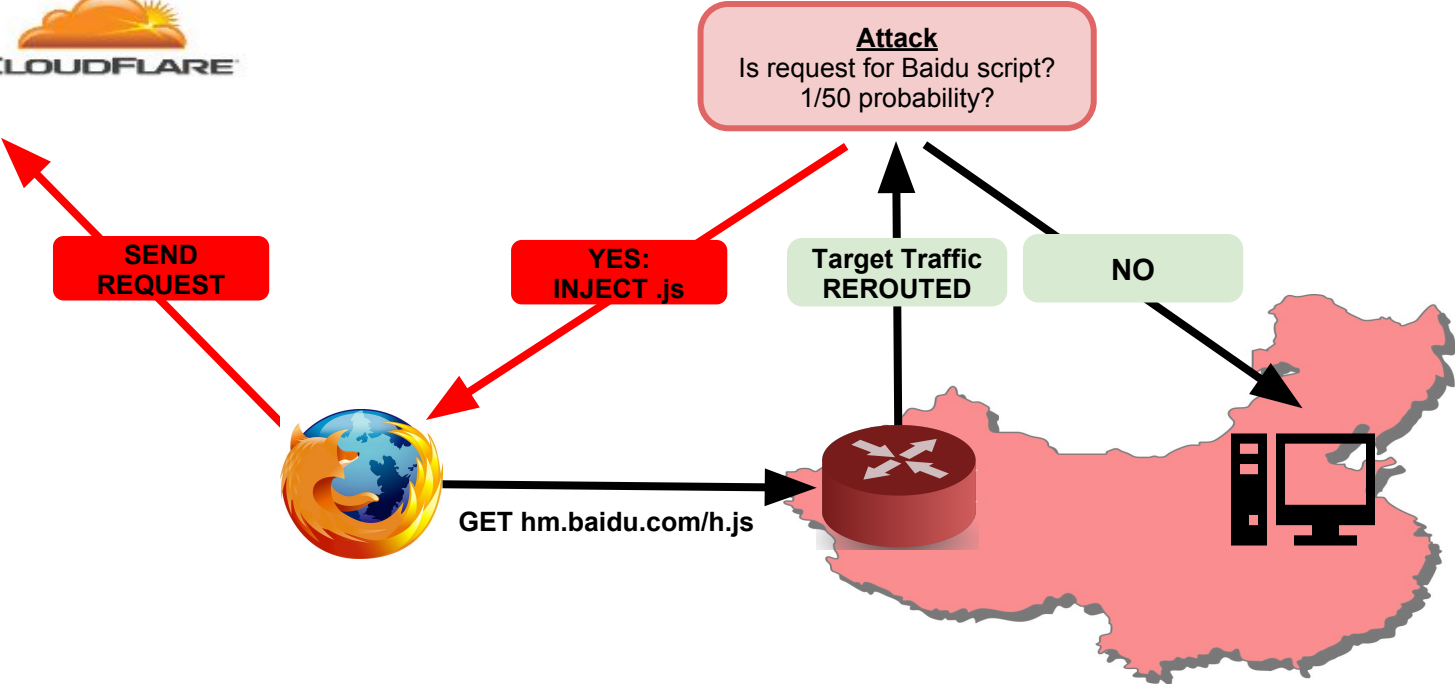 LOUDFLARE
Attack
Is request for Baidu script?
1/50 probability?
SEND
REQUEST
YES:
INJECT .js
Target Traffic
REROUTED
NO
GET hm.baidu.com/h.js